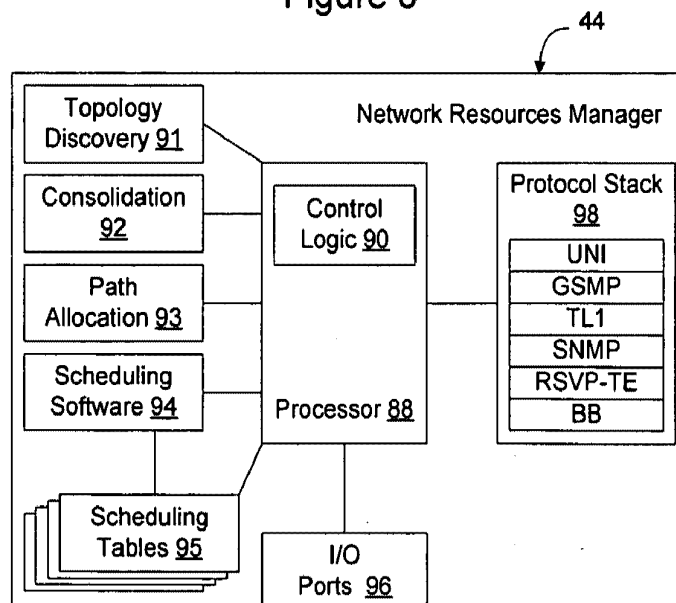 44
Network Resources Manager
Topology
Discovery 91
Consolidation
92
Path
Allocation 93
Scheduling
Software 94
Scheduling
Tables 95
Control
Logic 90
Processor 88
I/O
Ports 96
Protocol Stack
98
UNI
GSMP
TL1
SNMP
RSVP-TE
BB